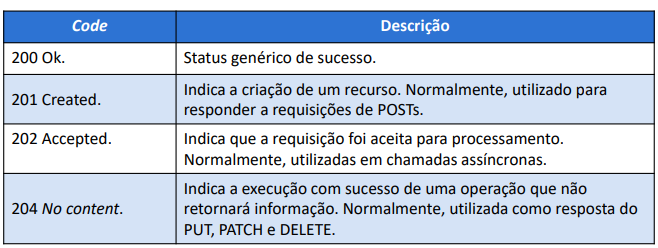 Code Descrição
200 Ok. Status genérico de sucesso.
201 Created. Indica a criação de um recurso. Normalmente, utilizado para
responder a requisições de POSTs.
202 Accepted. Indica que a requisição foi aceita para processamento.
Normalmente, utilizadas em chamadas assíncronas.
204 No content. Indica a execução com sucesso de uma operação que não
retornará informação. Normalmente, utilizada como resposta do
PUT, PATCH e DELETE.